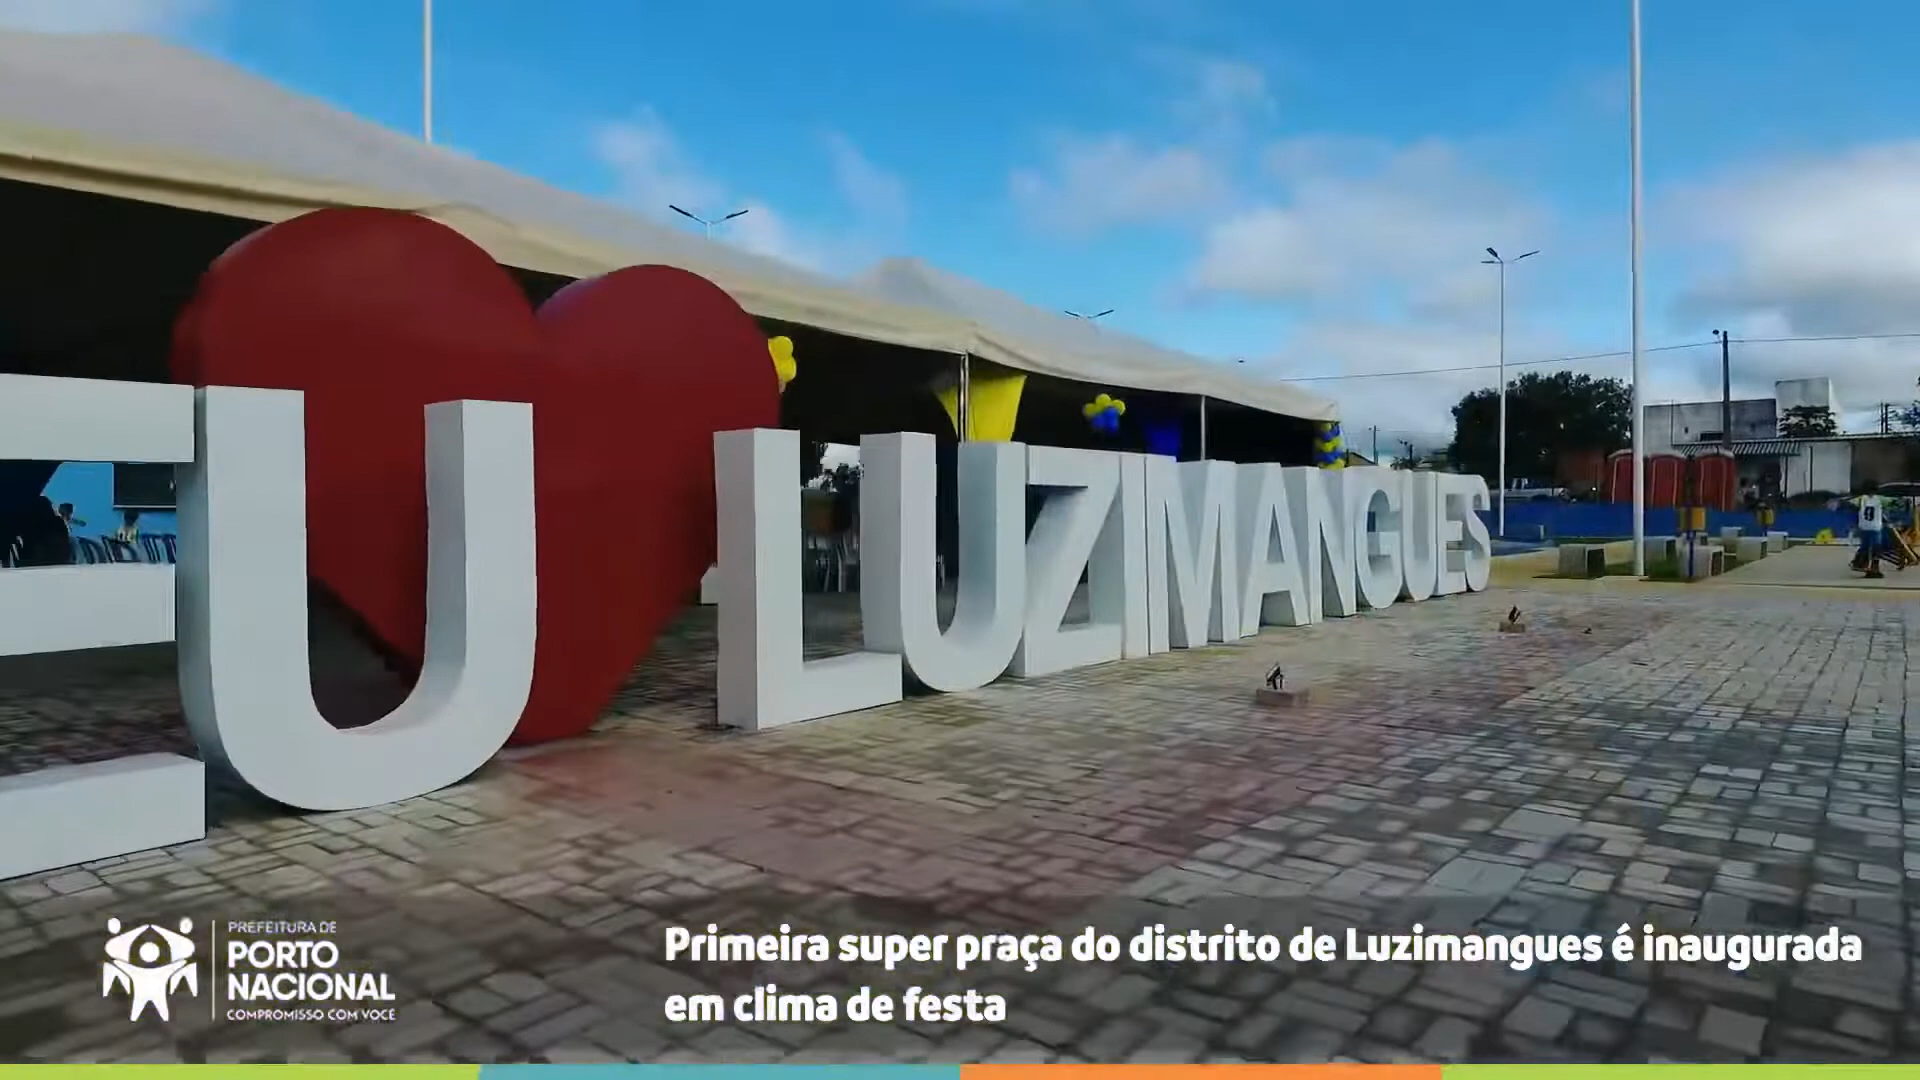 EU LUZIMANGUES
9
PREFEITURA DE
PORTO
NACIONAL
COMPROMISSO COM VOCÊ
Primeira super praça do distrito de Luzimangues é inaugurada
em clima de festa